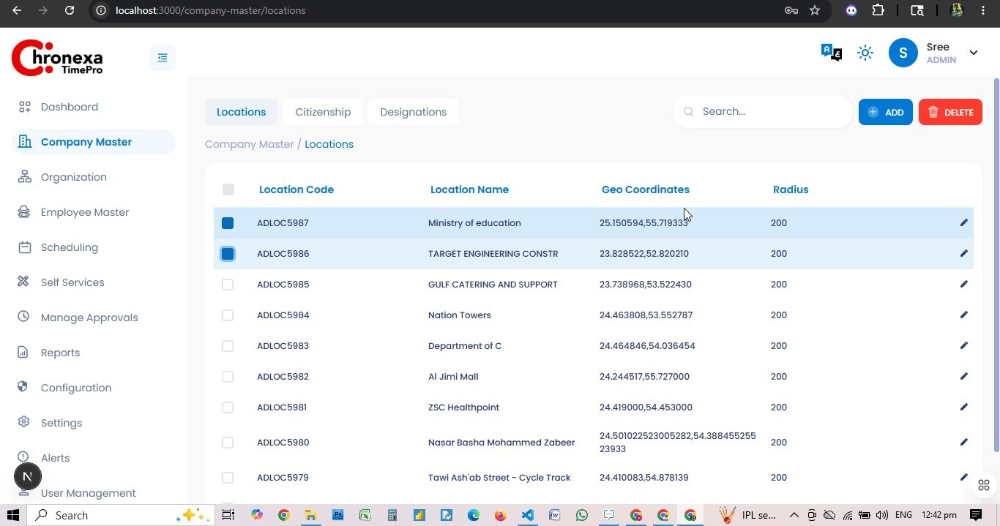 localhost:3000/company-master/locations
Chronexa
TimePro
A
E
S
Sree
ADMIN
Dashboard
Company Master
Organization
Employee Master
Scheduling
Self Services
Manage Approvals
Reports
Configuration
Settings
Alerts
User Management
N
Locations
Citizenship
Designations
Search...
ADD
DELETE
Company Master / Locations
Location Code Location Name Geo Coordinates Radius
ADLOC5987 Ministry of education 25.150594,55.719333 200
ADLOC5986 TARGET ENGINEERING CONSTR 23.828522,52.820210 200
ADLOC5985 GULF CATERING AND SUPPORT 23.738968,53.522430 200
ADLOC5984 Nation Towers 24.463808,53.552787 200
ADLOC5983 Department of C 24.464846,54.036454 200
ADLOC5982 Al Jimi Mall 24.244517,55.727000 200
ADLOC5981 ZSC Healthpoint 24.419000,54.453000 200
ADLOC5980 Nasar Basha Mohammed Zabeer 24.501022523005282,54.388455255
23933 200
ADLOC5979 Tawi Ash'ab Street - Cycle Track 24.410083,54.878139 200
Search
Ps
W
IPL se...
ENG
12:42 pm